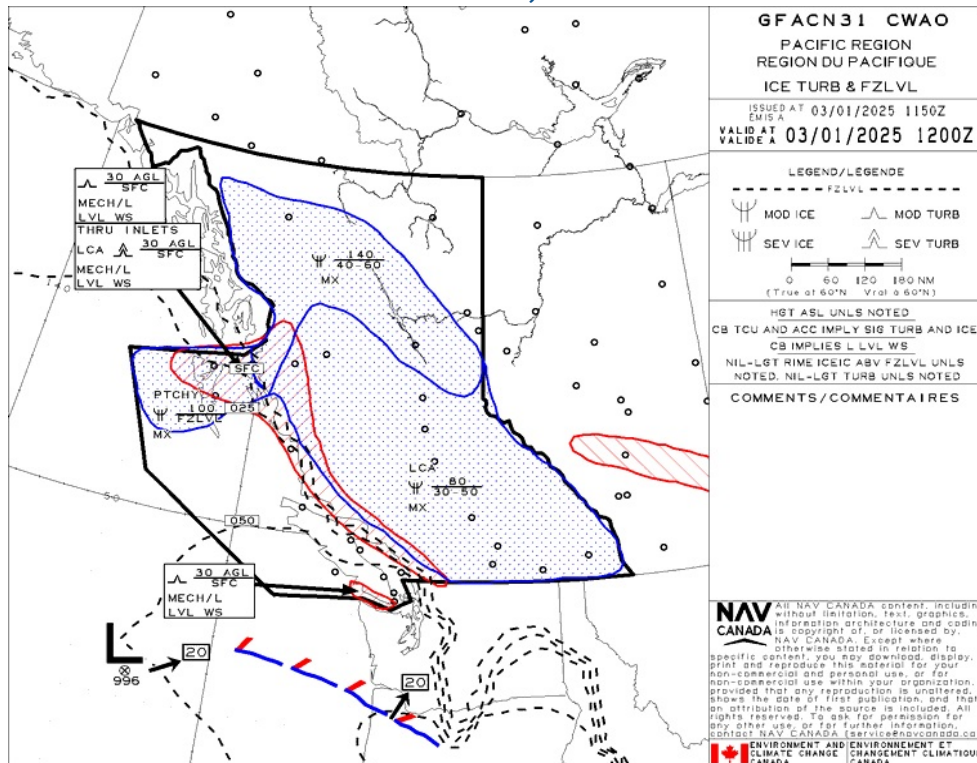 GFACN31 CWAO
PACIFIC REGION
REGION DU PACIFIQUE
ICE TURB & FZLVL
ISSUED AT 03/01/2025 1150Z
EMIS A
VALID AT 03/01/2025 1200Z
VALIDE A
LEGEND/LÉGENDE
FZLVL
MOD ICE
MOD TURB
SEV ICE
SEV TURB
0 60 120 180 NM
(True at 60°N Vrai à 60°N)
HGT ASL UNLS NOTED
CB TCU AND ACC IMPLY SIG TURB AND ICE
CB IMPLIES L LVL WS
NIL-LGT RIME ICEIC ABV FZLVL UNLS
NOTED. NIL-LGT TURB UNLS NOTED
COMMENTS/COMMENTAIRES
30 AGL
SFC
MECH/L
LVL WS
THRU INLETS
LCA 30 AGL
SFC
MECH/L
LVL WS
140
140
40-60
MX
SFC
PTCHY
100 025
FZLVL
MX
LCA
80
30-50
MX
50
050
30 AGL
SFC
MECH/L
LVL WS
L
996
20
20
NAV
CANADA
All NAV CANADA content, including
without limitation, text, graphics,
information architecture and coding
is copyright of, or licensed by,
NAV CANADA. Except where
otherwise stated in relation to
specific content, you may download, display,
print and reproduce this material for your
non-commercial and personal use, or for
non-commercial use within your organization,
provided that any reproduction is unaltered,
shows the date of first publication, and that
an attribution of the source is included. All
rights reserved. To ask for permission for
any other use, or for further information,
contact NAV CANADA (service@navcanada.ca
ENVIRONMENT AND
CLIMATE CHANGE
CANADA
ENVIRONNEMENT ET
CHANGEMENT CLIMATIQUE
CANADA